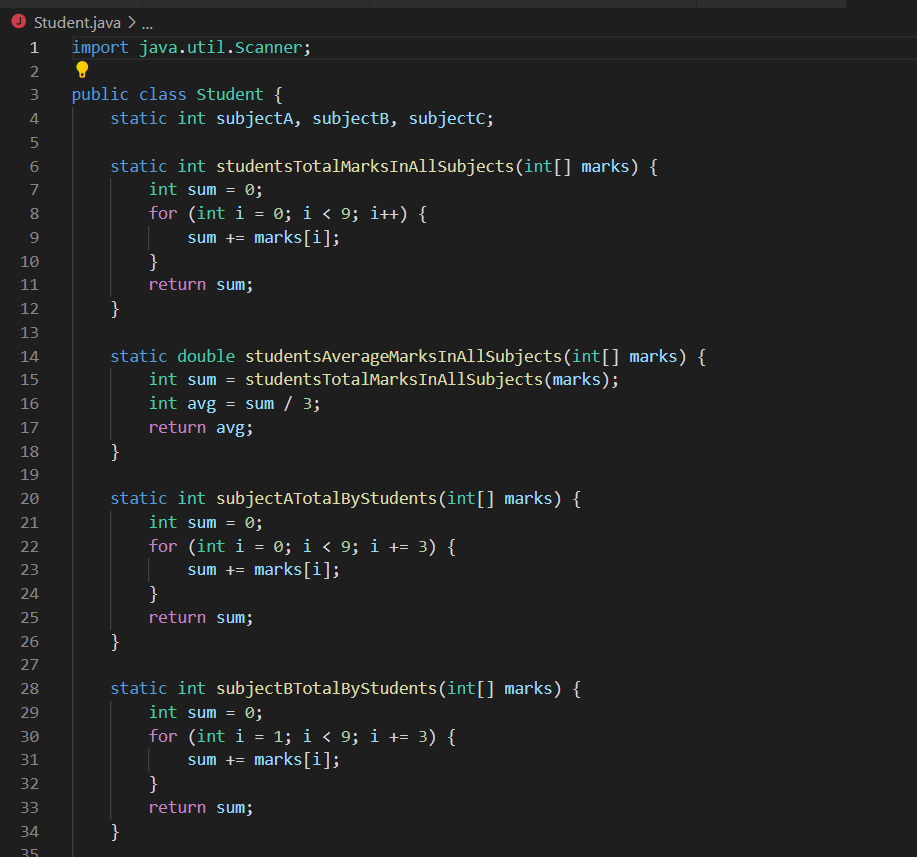 J Student.java > ...
1 import java.util.Scanner;
2
3 public class Student {
4     static int subjectA, subjectB, subjectC;
5
6     static int studentsTotalMarksInAllSubjects(int[] marks) {
7         int sum = 0;
8         for (int i = 0; i < 9; i++) {
9             sum += marks[i];
10         }
11         return sum;
12     }
13
14     static double studentsAverageMarksInAllSubjects(int[] marks) {
15         int sum = studentsTotalMarksInAllSubjects(marks);
16         int avg = sum / 3;
17         return avg;
18     }
19
20     static int subjectATotalByStudents(int[] marks) {
21         int sum = 0;
22         for (int i = 0; i < 9; i += 3) {
23             sum += marks[i];
24         }
25         return sum;
26     }
27
28     static int subjectBTotalByStudents(int[] marks) {
29         int sum = 0;
30         for (int i = 1; i < 9; i += 3) {
31             sum += marks[i];
32         }
33         return sum;
34     }
35